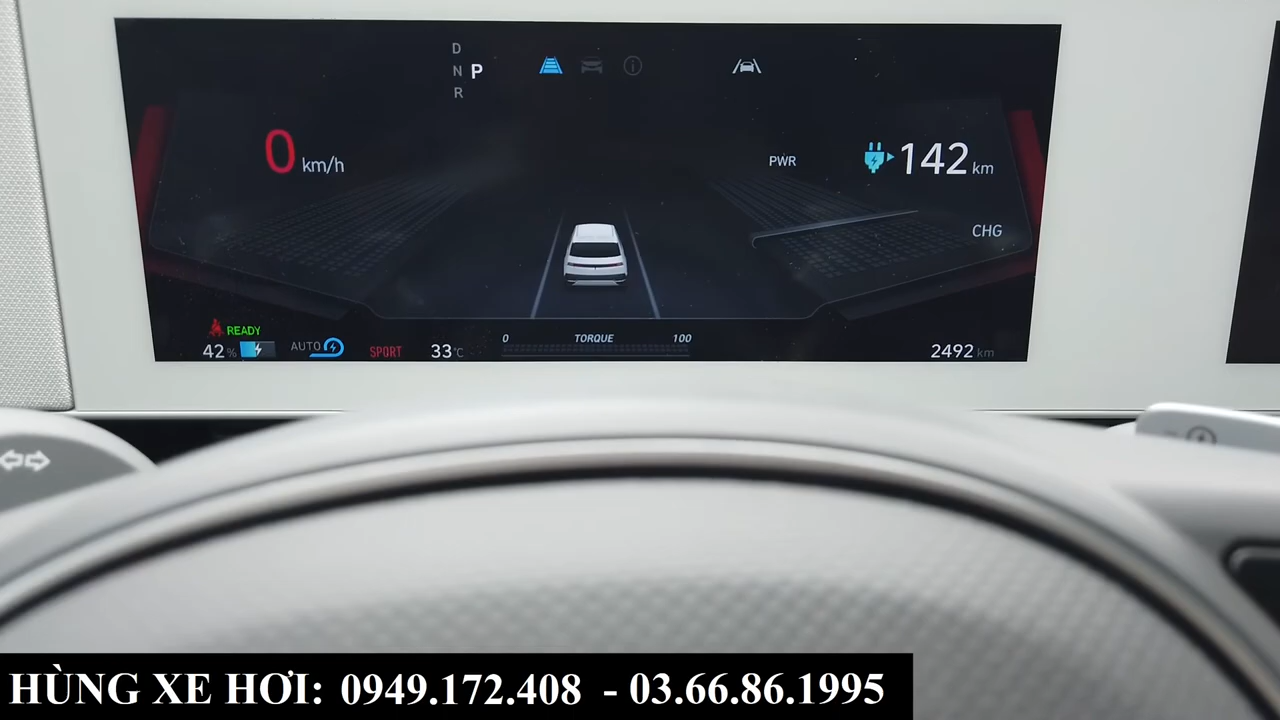 D
N P
R
0 km/h
PWR
142 km
CHG
READY
42 %
AUTO
SPORT
33°C
0 TORQUE 100
2492 km
HÙNG XE HƠI: 0949.172.408 - 03.66.86.1995